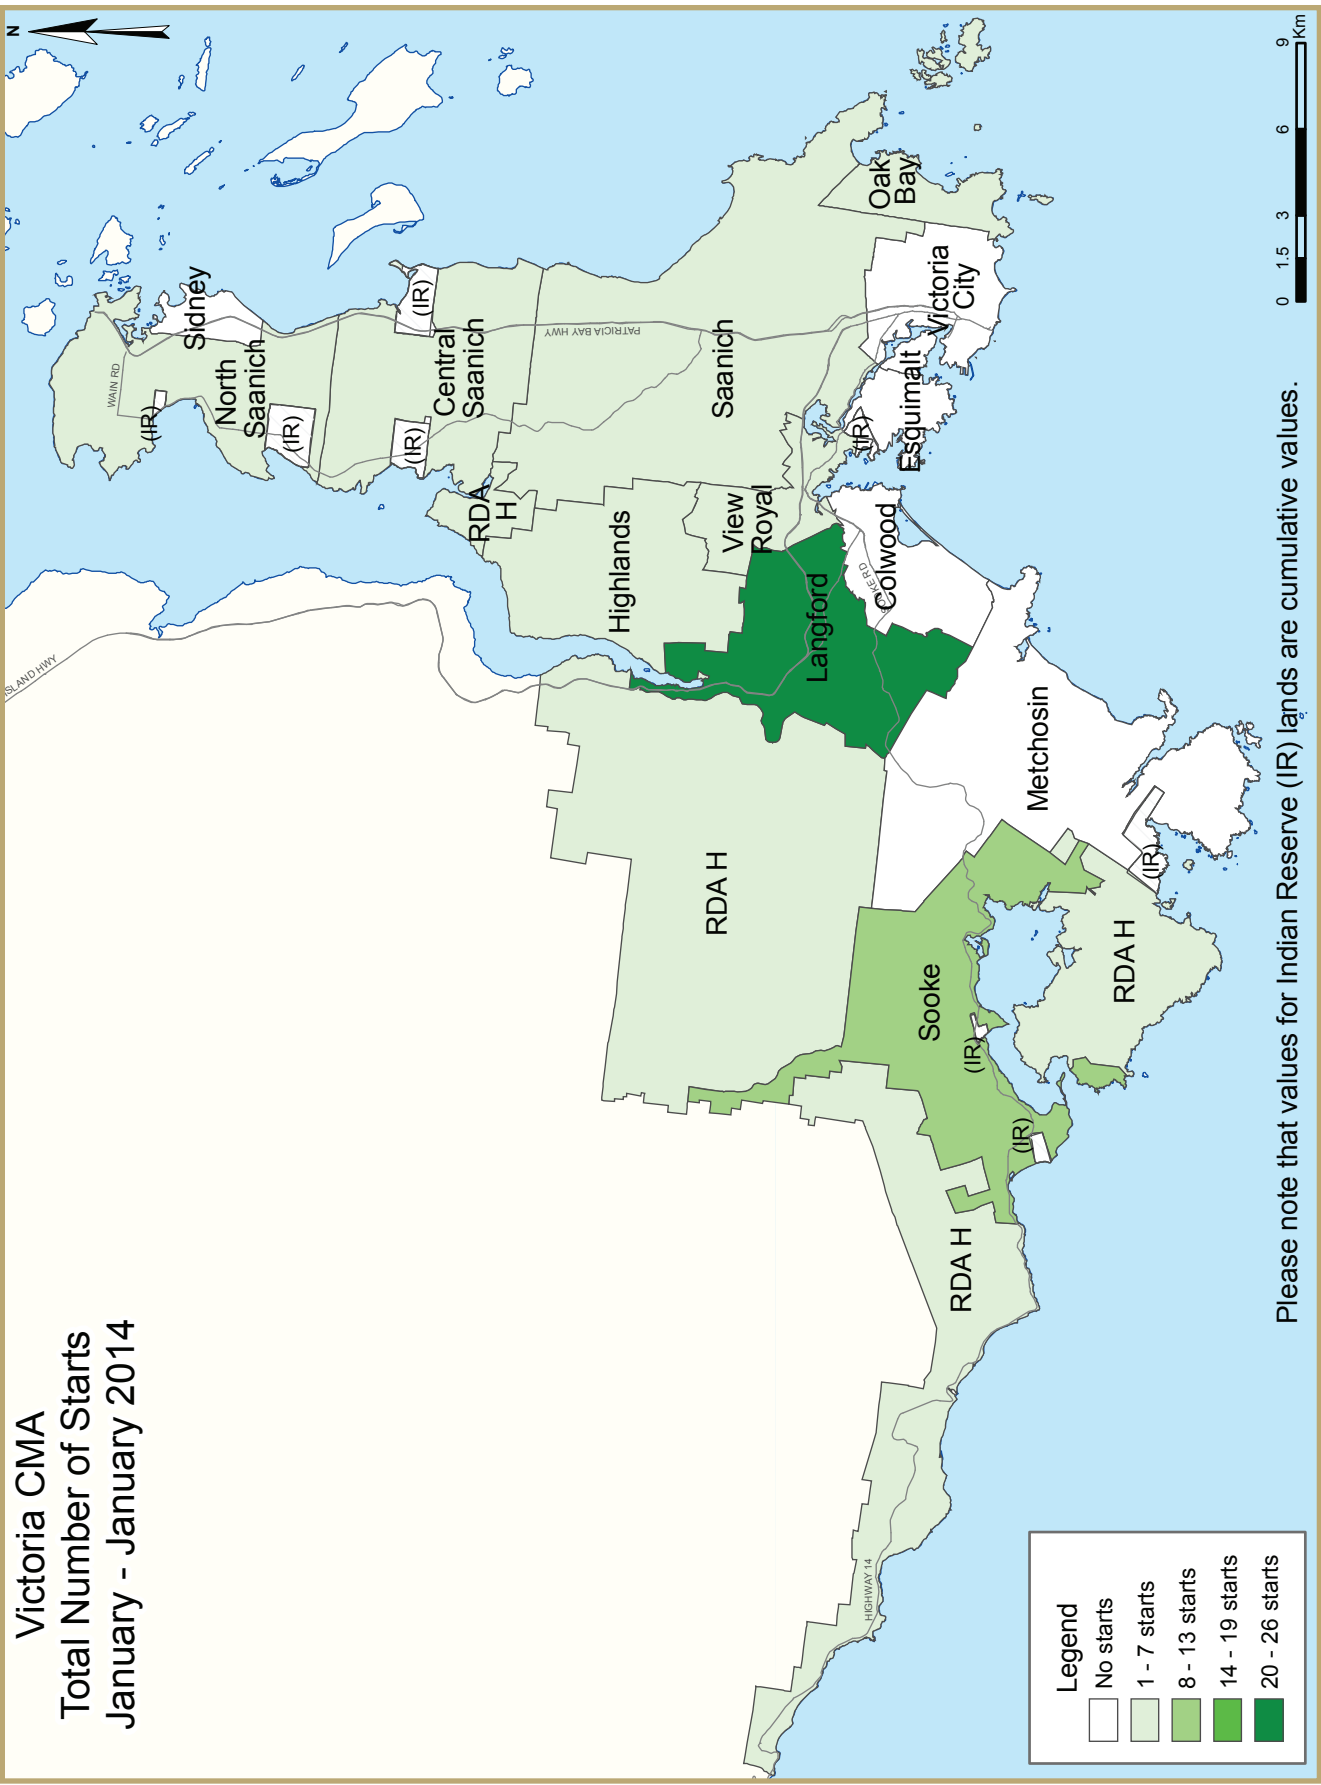 Victoria CMA
Total Number of Starts
January - January 2014
N
ISLAND HWY
WAIN RD
(IR)
Sidney
North
Saanich
(IR)
(IR)
(IR)
Central
Saanich
RDA
H
PATRICIA BAY HWY
Highlands
Saanich
View
Royal
Oak
Bay
RDA H
Langford
SOOKE RD
Colwood
(IR)
Esquimalt
Victoria
City
Sooke
(IR)
(IR)
RDA H
Metchosin
(IR)
RDA H
HIGHWAY 14
Legend
No starts
1 - 7 starts
8 - 13 starts
14 - 19 starts
20 - 26 starts
0 1.5 3 6 9
Km
Please note that values for Indian Reserve (IR) lands are cumulative values.